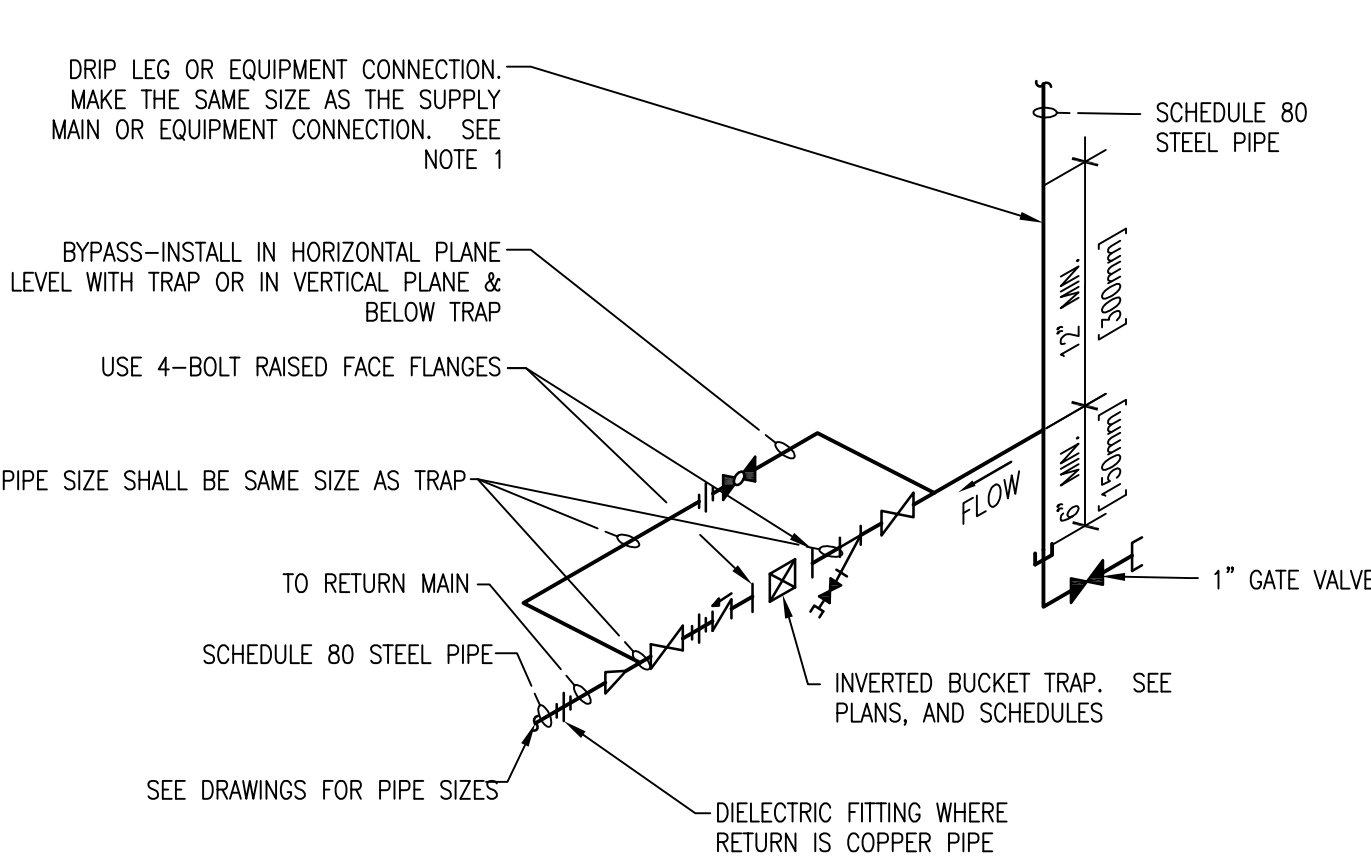 DRIP LEG OR EQUIPMENT CONNECTION.
MAKE THE SAME SIZE AS THE SUPPLY
MAIN OR EQUIPMENT CONNECTION. SEE
NOTE 1
SCHEDULE 80
STEEL PIPE
BYPASS-INSTALL IN HORIZONTAL PLANE
LEVEL WITH TRAP OR IN VERTICAL PLANE &
BELOW TRAP
12" MIN.
[300mm]
USE 4-BOLT RAISED FACE FLANGES
6" MIN.
[150mm]
PIPE SIZE SHALL BE SAME SIZE AS TRAP
FLOW
TO RETURN MAIN
1" GATE VALVE
SCHEDULE 80 STEEL PIPE
INVERTED BUCKET TRAP. SEE
PLANS, AND SCHEDULES
SEE DRAWINGS FOR PIPE SIZES
DIELECTRIC FITTING WHERE
RETURN IS COPPER PIPE